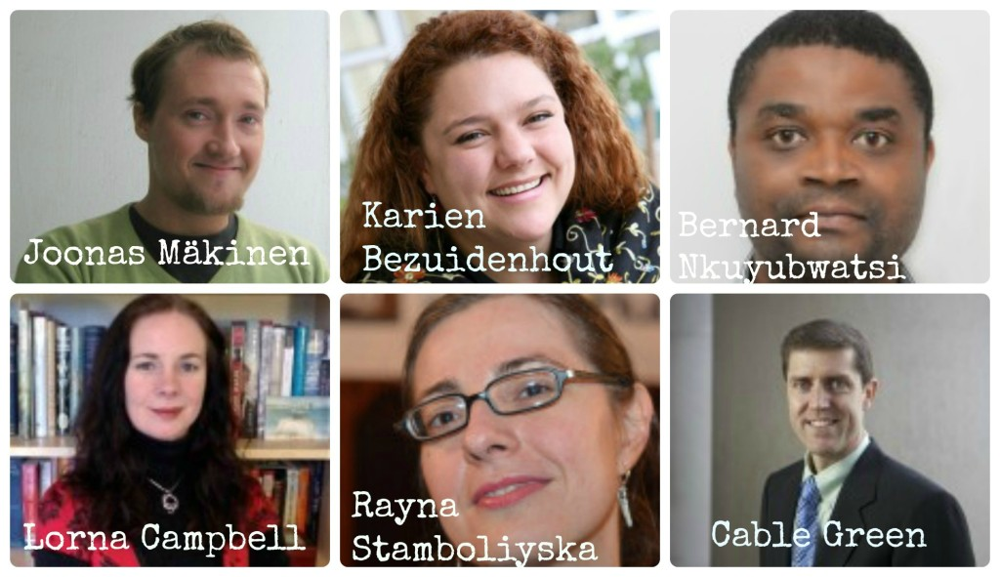 Joonas Mäkinen
Karien
Bezuidenhout
Bernard
Nkuyubwatsi
Lorna Campbell
Rayna
Stamboliyska
Cable Green